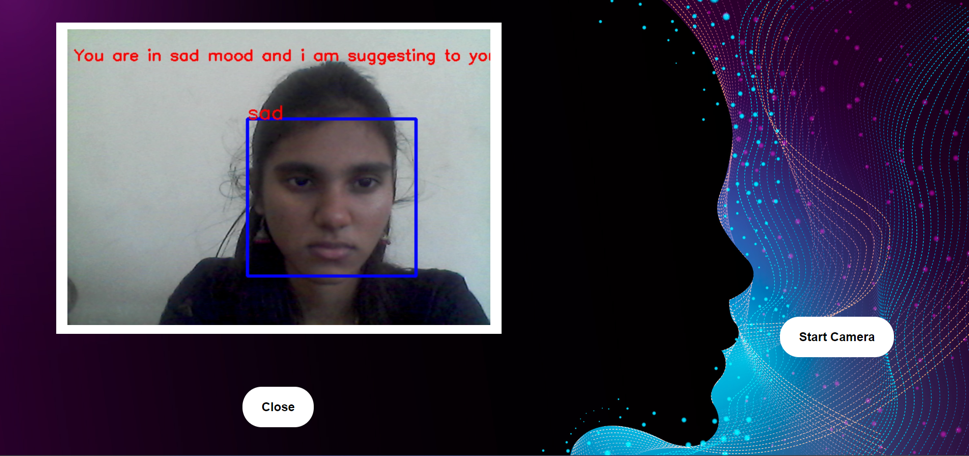 You are in sad mood and i am suggesting to you
sad
Start Camera
Close